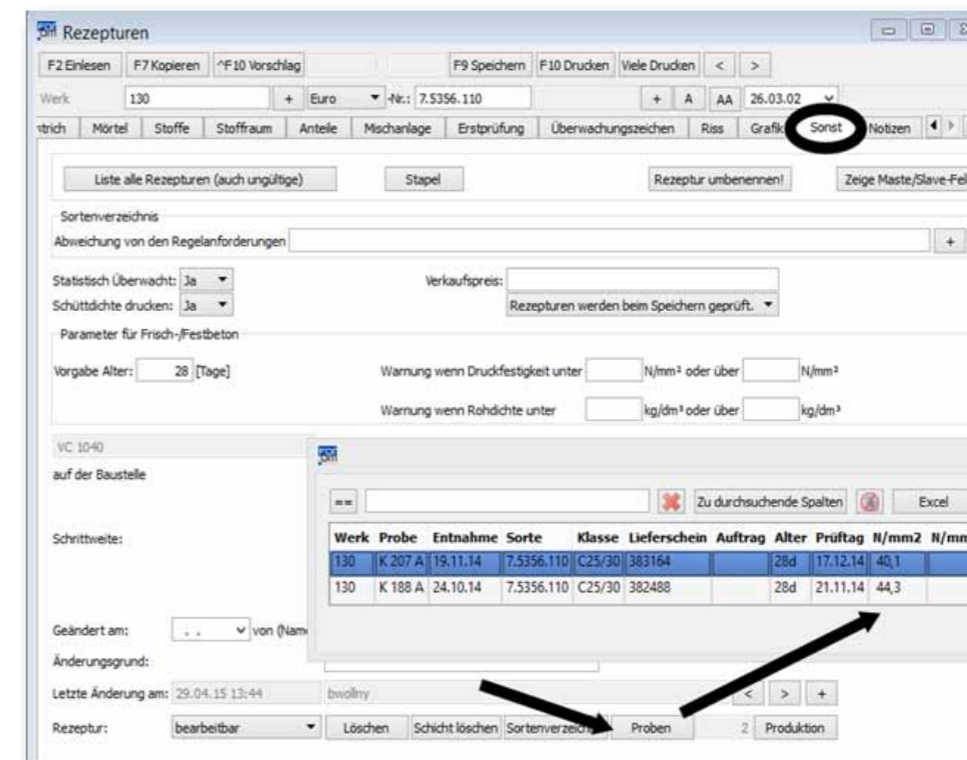 Rezepturen
F2 Einlesen F7 Kopieren ^F10 Vorschlag F9 Speichern F10 Drucken Viele Drucken < >
Werk 130 + Euro -Nr.: 7.5356.110 + A AA 26.03.02
Mörtel Stoffe Stoffraum Anteile Mischanlage Erstprüfung Überwachungszeichen Riss Grafik Sonst Notizen
Liste alle Rezepturen (auch ungültige) Stapel Rezeptur umbenennen! Zeige Maste/Slave-Fel
Sortenverzeichnis
Abweichung von den Regelanforderungen +
Statistisch Überwacht: Ja Verkaufspreis:
Schüttdichte drucken: Ja Rezepturen werden beim Speichern geprüft.
Parameter für Frisch-/Festbeton
Vorgabe Alter: 28 [Tage] Warnung wenn Druckfestigkeit unter N/mm² oder über N/mm²
Warnung wenn Rohdichte unter kg/dm³ oder über kg/dm³
VC 1040
auf der Baustelle
== Zu durchsuchende Spalten Excel
Schrittweite:
Werk Probe Entnahme Sorte Klasse Lieferschein Auftrag Alter Prüftag N/mm2 N/mm
130 K 207 A 19.11.14 7.5356.110 C25/30 383164 28d 17.12.14 40,1
130 K 188 A 24.10.14 7.5356.110 C25/30 382488 28d 21.11.14 44,3
Geändert am: . . von (Nam
Änderungsgrund:
Letzte Änderung am: 29.04.15 13:44 bwollny < > +
Rezeptur: bearbeitbar Löschen Schicht löschen Sortenverzeich Proben 2 Produktion